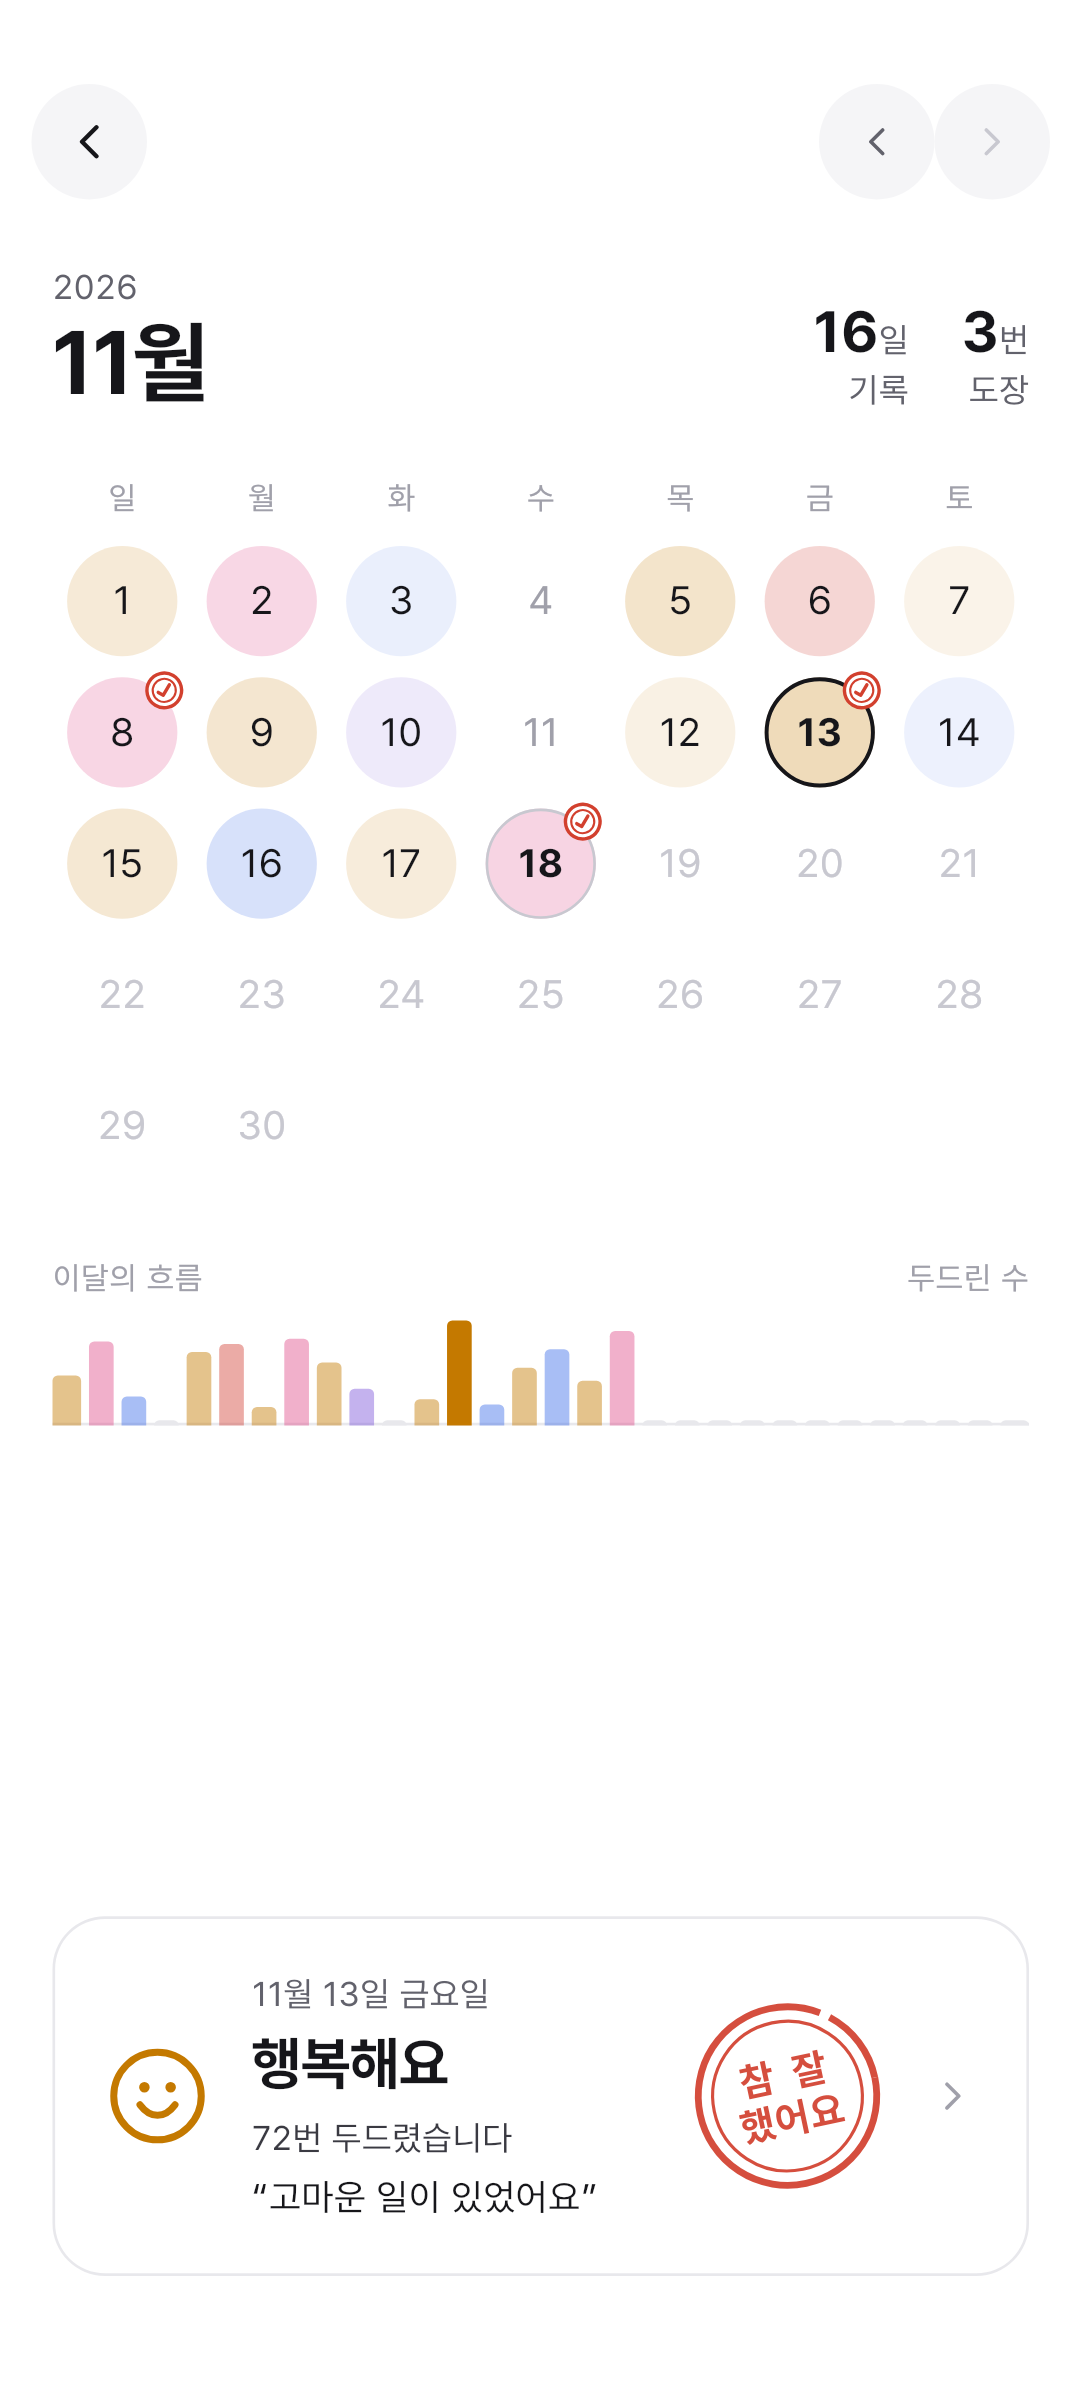 2026
11월
16일
기록
3번
도장
일 월 화 수 목 금 토
1 2 3 4 5 6 7
8 9 10 11 12 13 14
15 16 17 18 19 20 21
22 23 24 25 26 27 28
29 30
이달의 흐름
두드린 수
11월 13일 금요일
행복해요
72번 두드렸습니다
“고마운 일이 있었어요”
참 잘
했어요